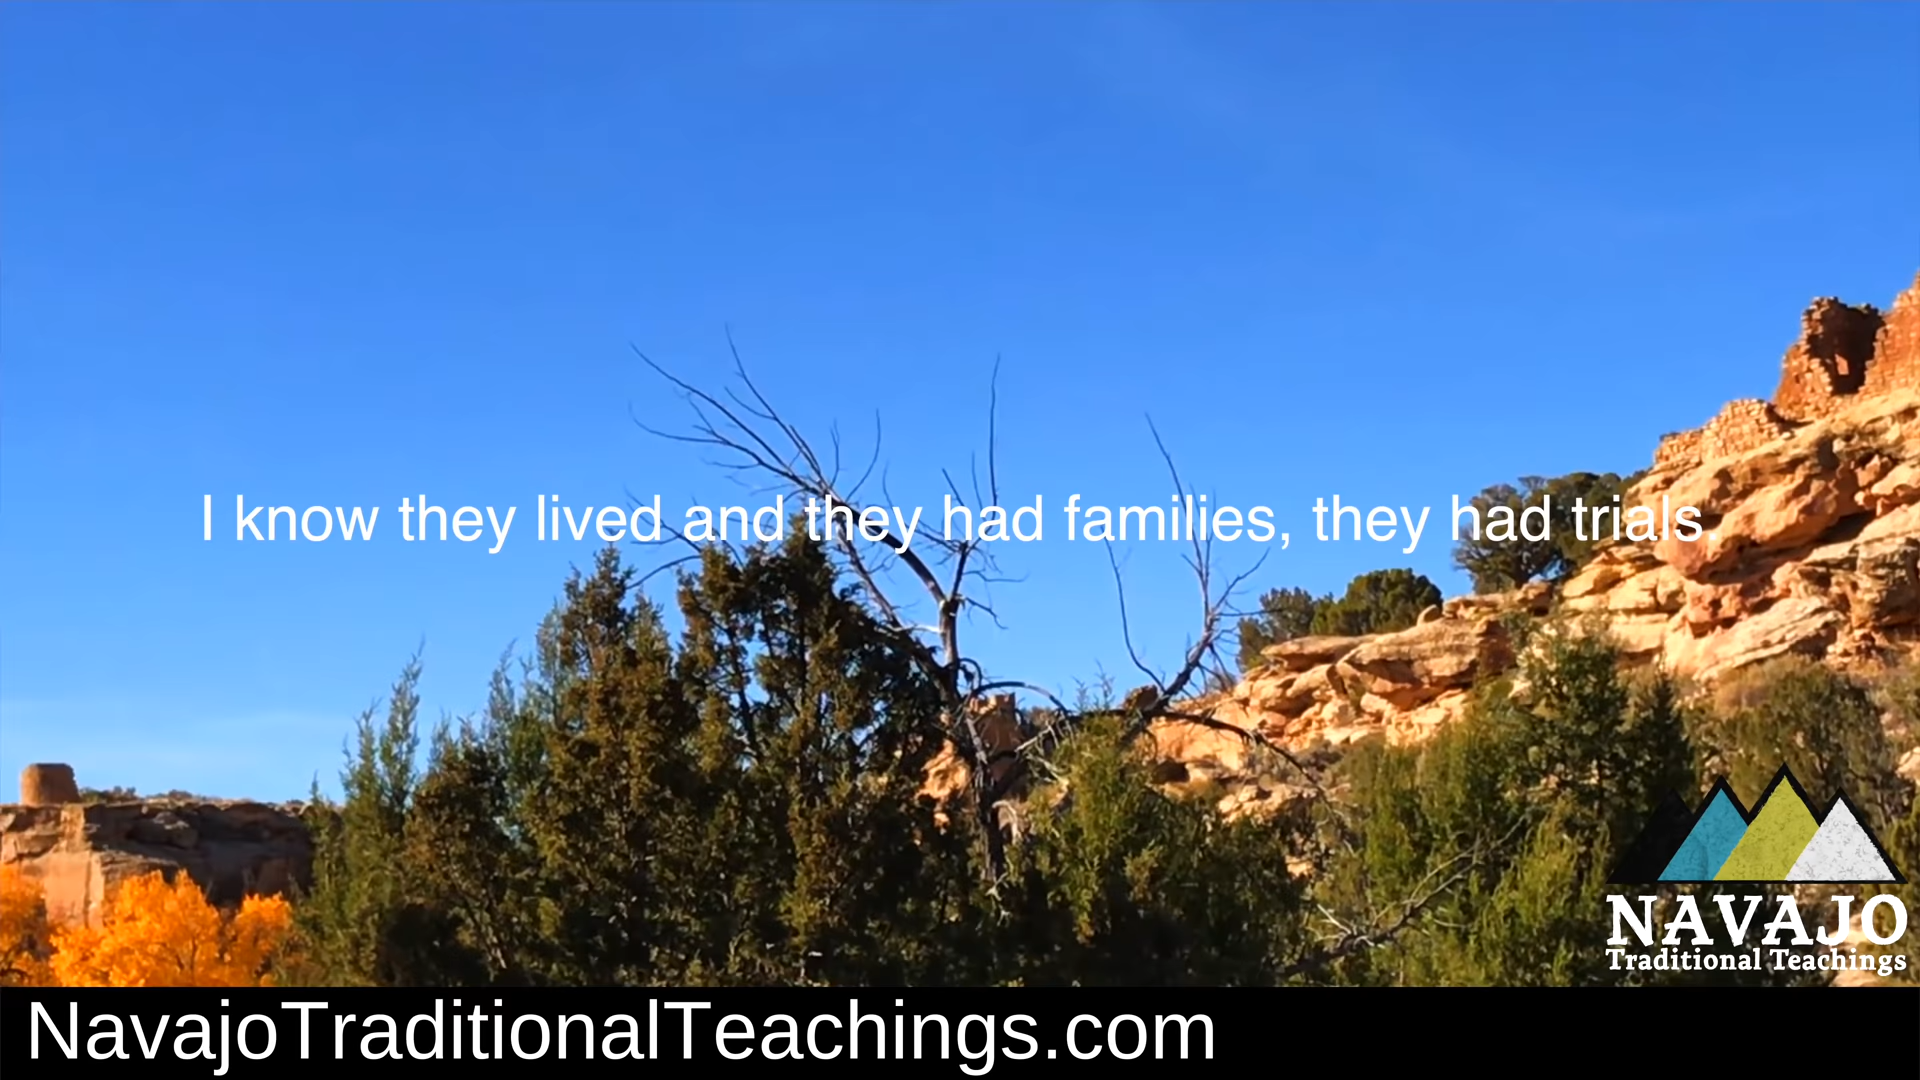 I know they lived and they had families, they had trials.
NAVAJO
Traditional Teachings
NavajoTraditionalTeachings.com